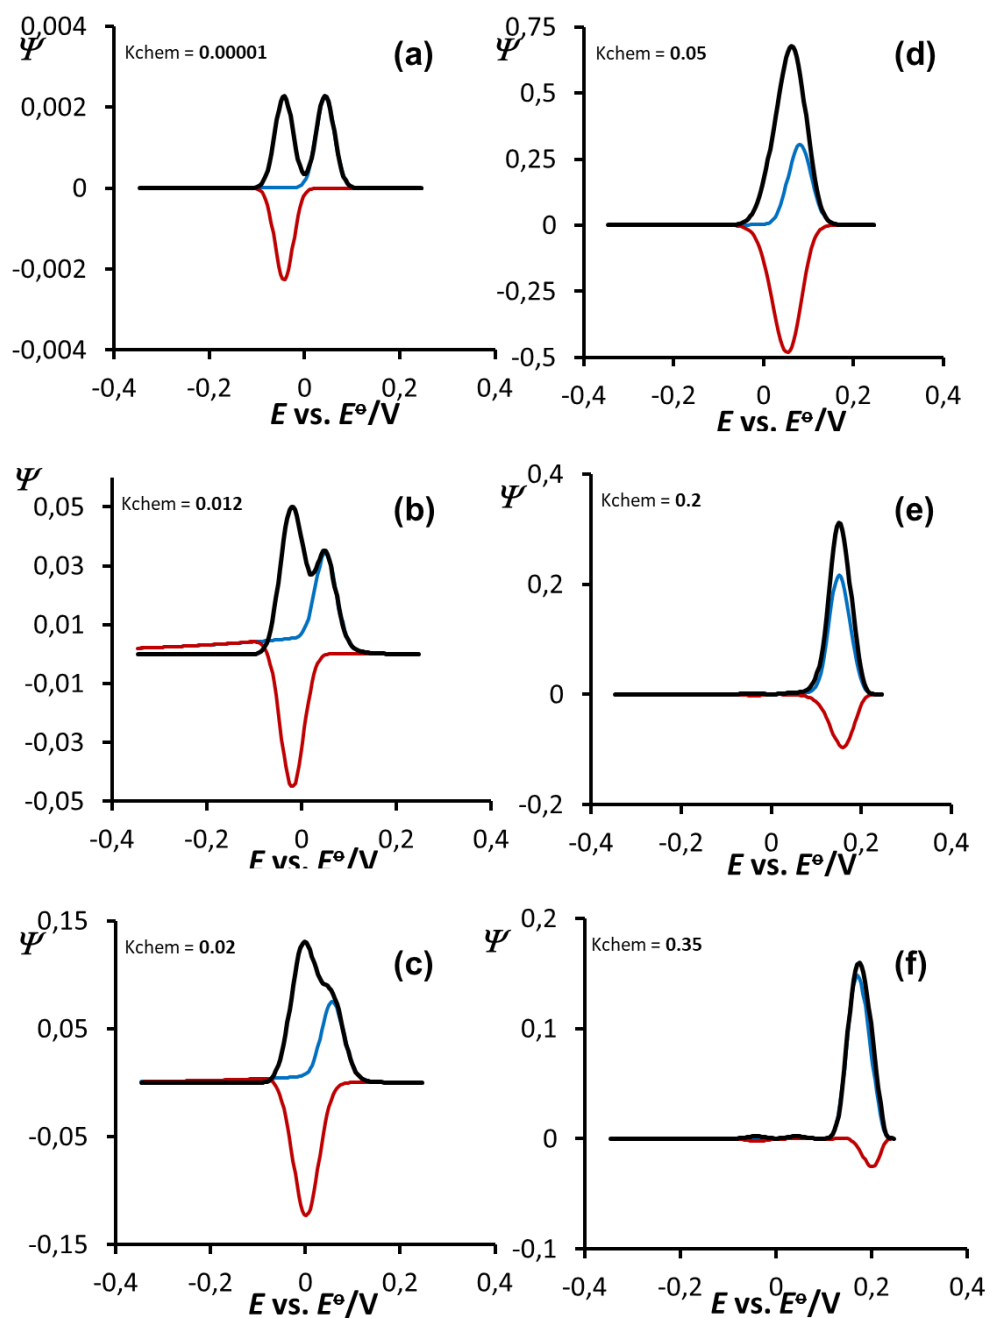 0,004
Ψ
Kchem = 0.00001
(a)
0,002
0
-0,002
-0,004
-0,4
-0,2
0
0,2
0,4
E vs. E⦵/V
0,75
Ψ
Kchem = 0.05
(d)
0,5
0,25
0
-0,25
-0,5
-0,4
-0,2
0
0,2
0,4
E vs. E⦵/V
Ψ
Kchem = 0.012
(b)
0,05
0,03
0,01
-0,01
-0,03
-0,05
-0,4
-0,2
0
0,2
0,4
E vs. E⦵/V
0,4
Ψ
Kchem = 0.2
(e)
0,2
0
-0,2
-0,4
-0,2
0
0,2
0,4
E vs. E⦵/V
0,15
Ψ
Kchem = 0.02
(c)
0,05
-0,05
-0,15
-0,4
-0,2
0
0,2
0,4
E vs. E⦵/V
0,2
Ψ
Kchem = 0.35
(f)
0,1
0
-0,1
-0,4
-0,2
0
0,2
0,4
E vs. E⦵/V